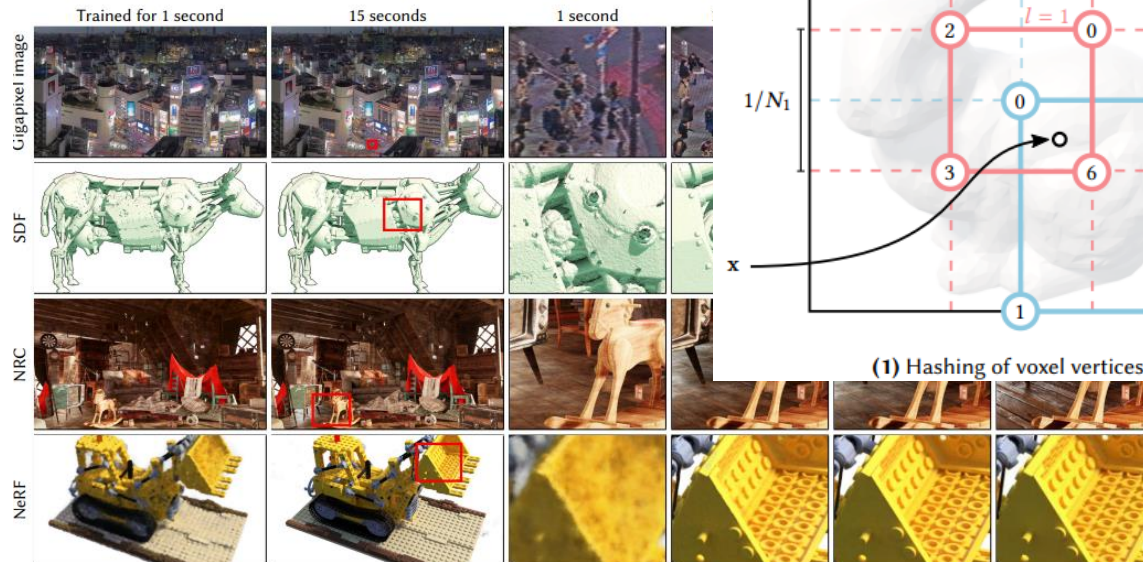 Trained for 1 second
15 seconds
1 second
Gigapixel image
SDF
NRC
NeRF
l = 1
2
0
1/N₁
0
3
6
x
1
(1) Hashing of voxel vertices